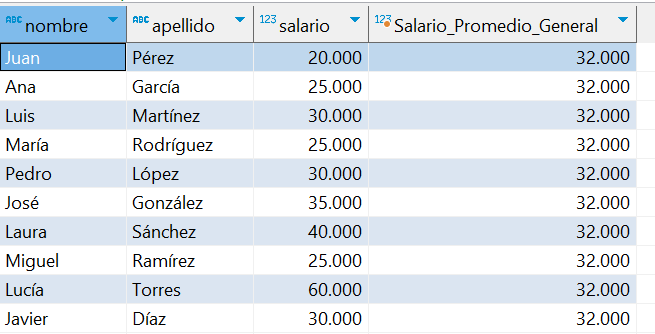 ABC nombre ABC apellido 123 salario 123 Salario_Promedio_General
Juan Pérez 20.000 32.000
Ana García 25.000 32.000
Luis Martínez 30.000 32.000
María Rodríguez 25.000 32.000
Pedro López 30.000 32.000
José González 35.000 32.000
Laura Sánchez 40.000 32.000
Miguel Ramírez 25.000 32.000
Lucía Torres 60.000 32.000
Javier Díaz 30.000 32.000